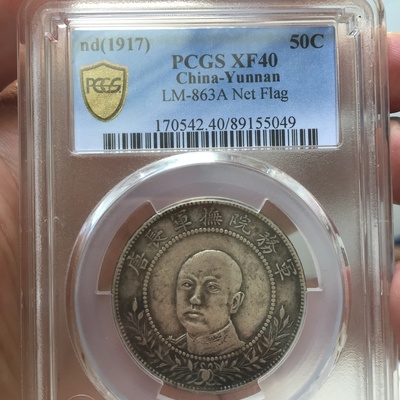 nd(1917) 50C
PCGS XF40
China-Yunnan
LM-863A Net Flag
170542.40/89155049
PCGS
唐長軍撫院務軍